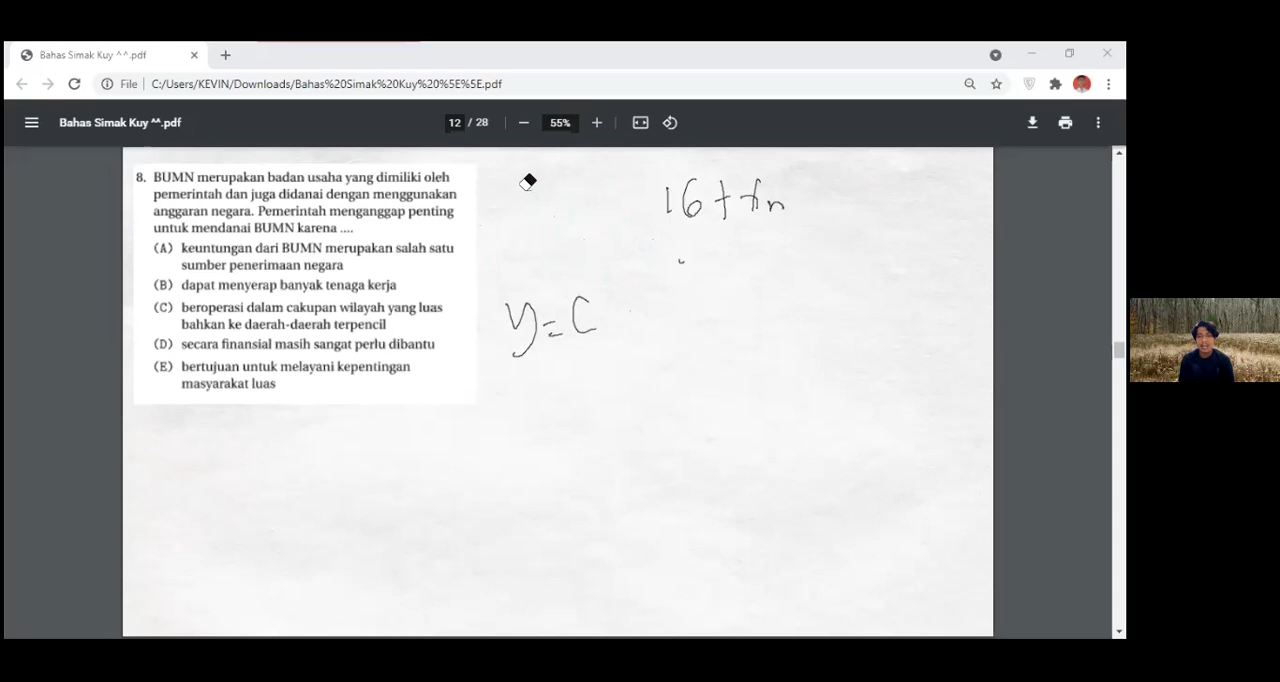 Bahas Simak Kuy ^^.pdf
File
C:/Users/KEVIN/Downloads/Bahas%20Simak%20Kuy%20%5E%5E.pdf
Bahas Simak Kuy ^^.pdf
12 / 28
55%
8. BUMN merupakan badan usaha yang dimiliki oleh
pemerintah dan juga didanai dengan menggunakan
anggaran negara. Pemerintah menganggap penting
untuk mendanai BUMN karena ....
(A) keuntungan dari BUMN merupakan salah satu
sumber penerimaan negara
(B) dapat menyerap banyak tenaga kerja
(C) beroperasi dalam cakupan wilayah yang luas
bahkan ke daerah-daerah terpencil
(D) secara finansial masih sangat perlu dibantu
(E) bertujuan untuk melayani kepentingan
masyarakat luas
y = C